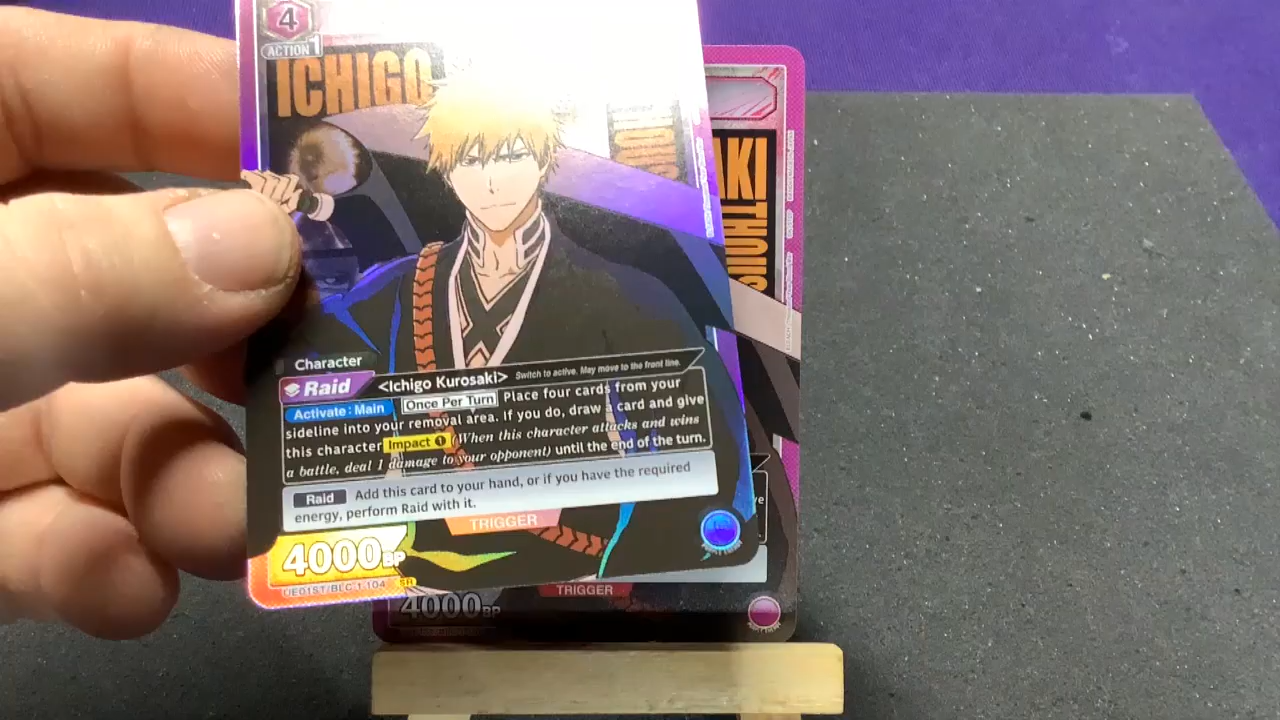 4
ACTION 1
ICHIGO
AKI
Character
Raid <Ichigo Kurosaki> Switch to active. May move to the front line.
Activate: Main Once Per Turn Place four cards from your
sideline into your removal area. If you do, draw a card and give
this character Impact 1 (When this character attacks and wins
a battle, deal 1 damage to your opponent) until the end of the turn.
Raid Add this card to your hand, or if you have the required
energy, perform Raid with it.
TRIGGER
4000BP
UE01ST/BLC-1-104 SR
ve
TRIGGER
4000BP